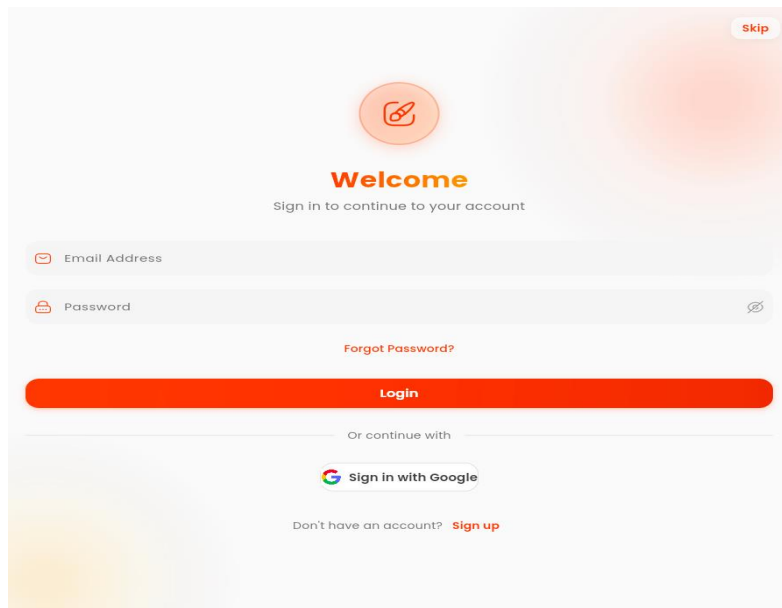 Skip
Welcome
Sign in to continue to your account
Email Address
Password
Forgot Password?
Login
Or continue with
Sign in with Google
Don't have an account? Sign up